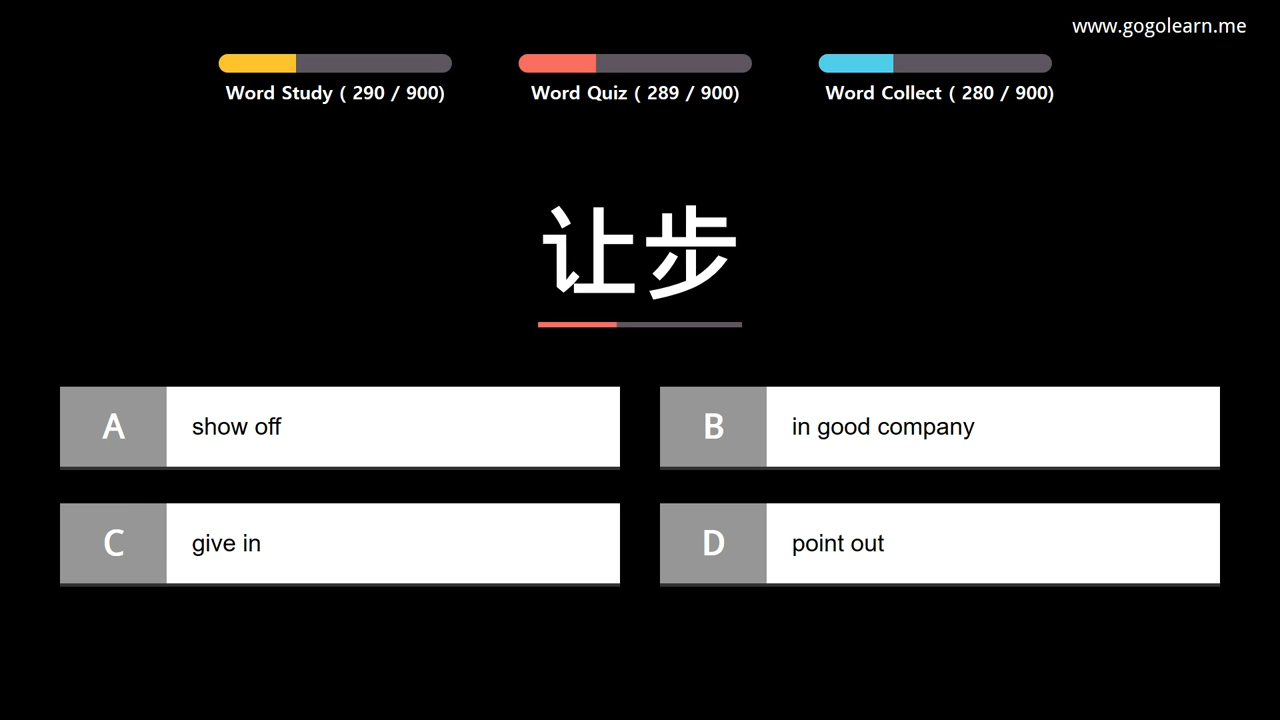 www.gogolearn.me
Word Study ( 290 / 900)
Word Quiz ( 289 / 900)
Word Collect ( 280 / 900)
让步
A show off
B in good company
C give in
D point out